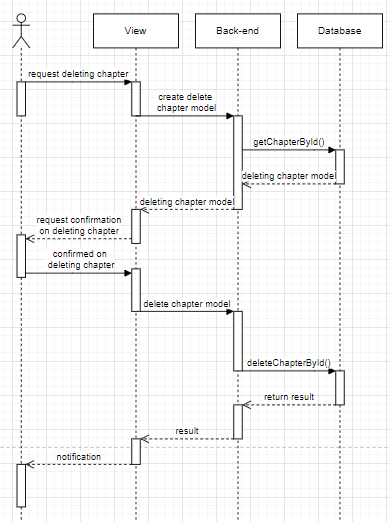 View
Back-end
Database
request deleting chapter
create delete
chapter model
getChapterById()
deleting chapter model
deleting chapter model
request confirmation
on deleting chapter
confirmed on
deleting chapter
delete chapter model
deleteChapterById()
return result
result
notification